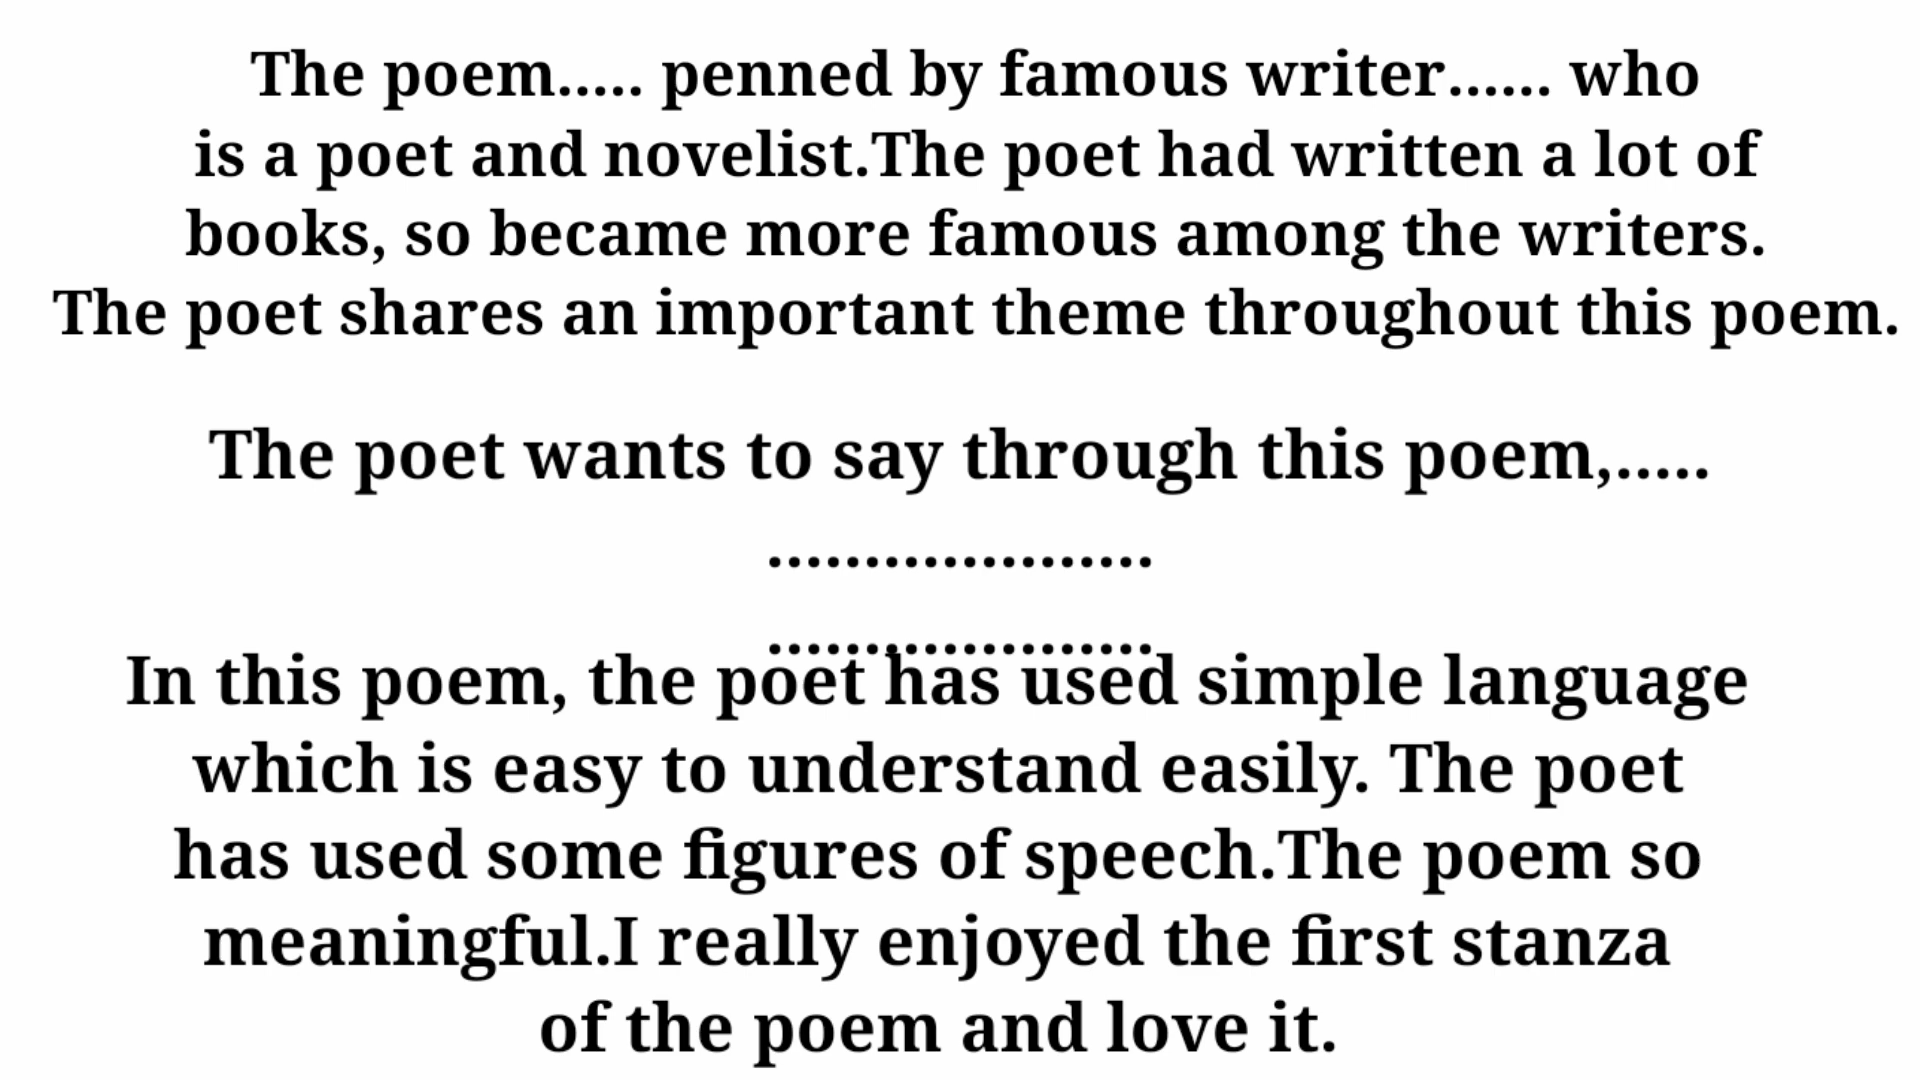 The poem..... penned by famous writer...... who
is a poet and novelist.The poet had written a lot of
books, so became more famous among the writers.
The poet shares an important theme throughout this poem.
The poet wants to say through this poem,.....
....................
....................
In this poem, the poet has used simple language
which is easy to understand easily. The poet
has used some figures of speech.The poem so
meaningful.I really enjoyed the first stanza
of the poem and love it.